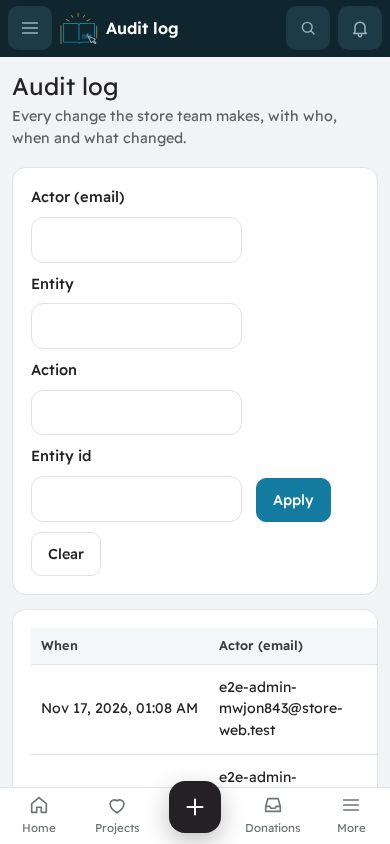 Audit log
Audit log
Every change the store team makes, with who,
when and what changed.
Actor (email)
Entity
Action
Entity id
Apply
Clear
When Actor (email)
e2e-admin-
Nov 17, 2026, 01:08 AM mwjon843@store-
web.test
e2e-admin-
Home Projects Donations More